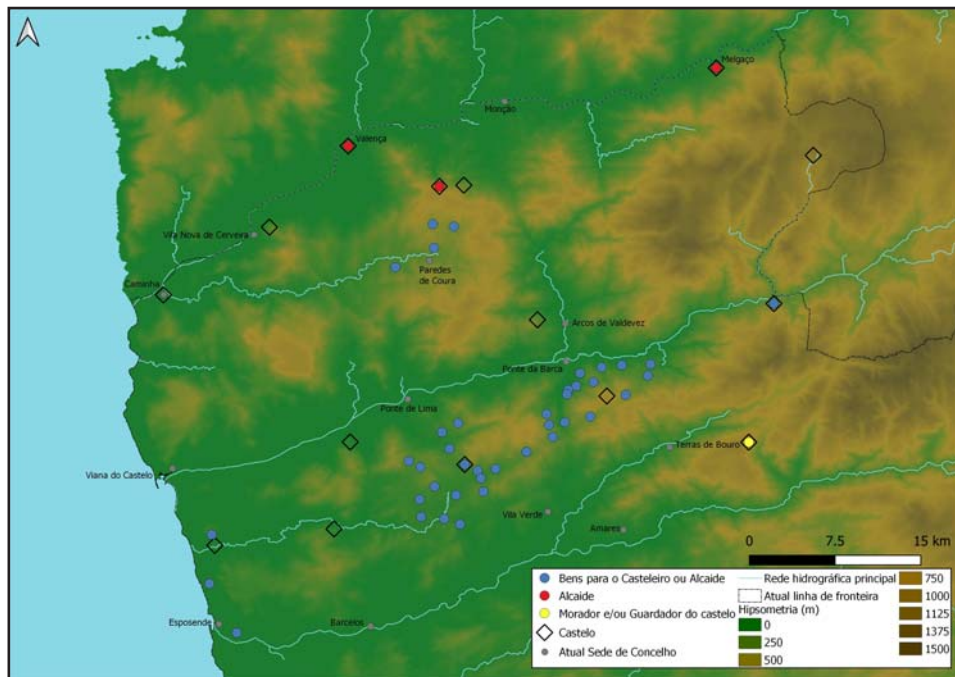 Melgaço
Monção
Valença
Vila Nova de Cerveira
Paredes
de Coura
Caminha
Arcos de Valdevez
Ponte da Barca
Ponte de Lima
Terras de Bouro
Viana do Castelo
Vila Verde
Amares
Esposende
Barcelos
0 7.5 15 km
Bens para o Casteleiro ou Alcaide
Alcaide
Morador e/ou Guardador do castelo
Castelo
Atual Sede de Concelho
Rede hidrográfica principal
Atual linha de fronteira
Hipsometria (m)
0
250
500
750
1000
1125
1375
1500